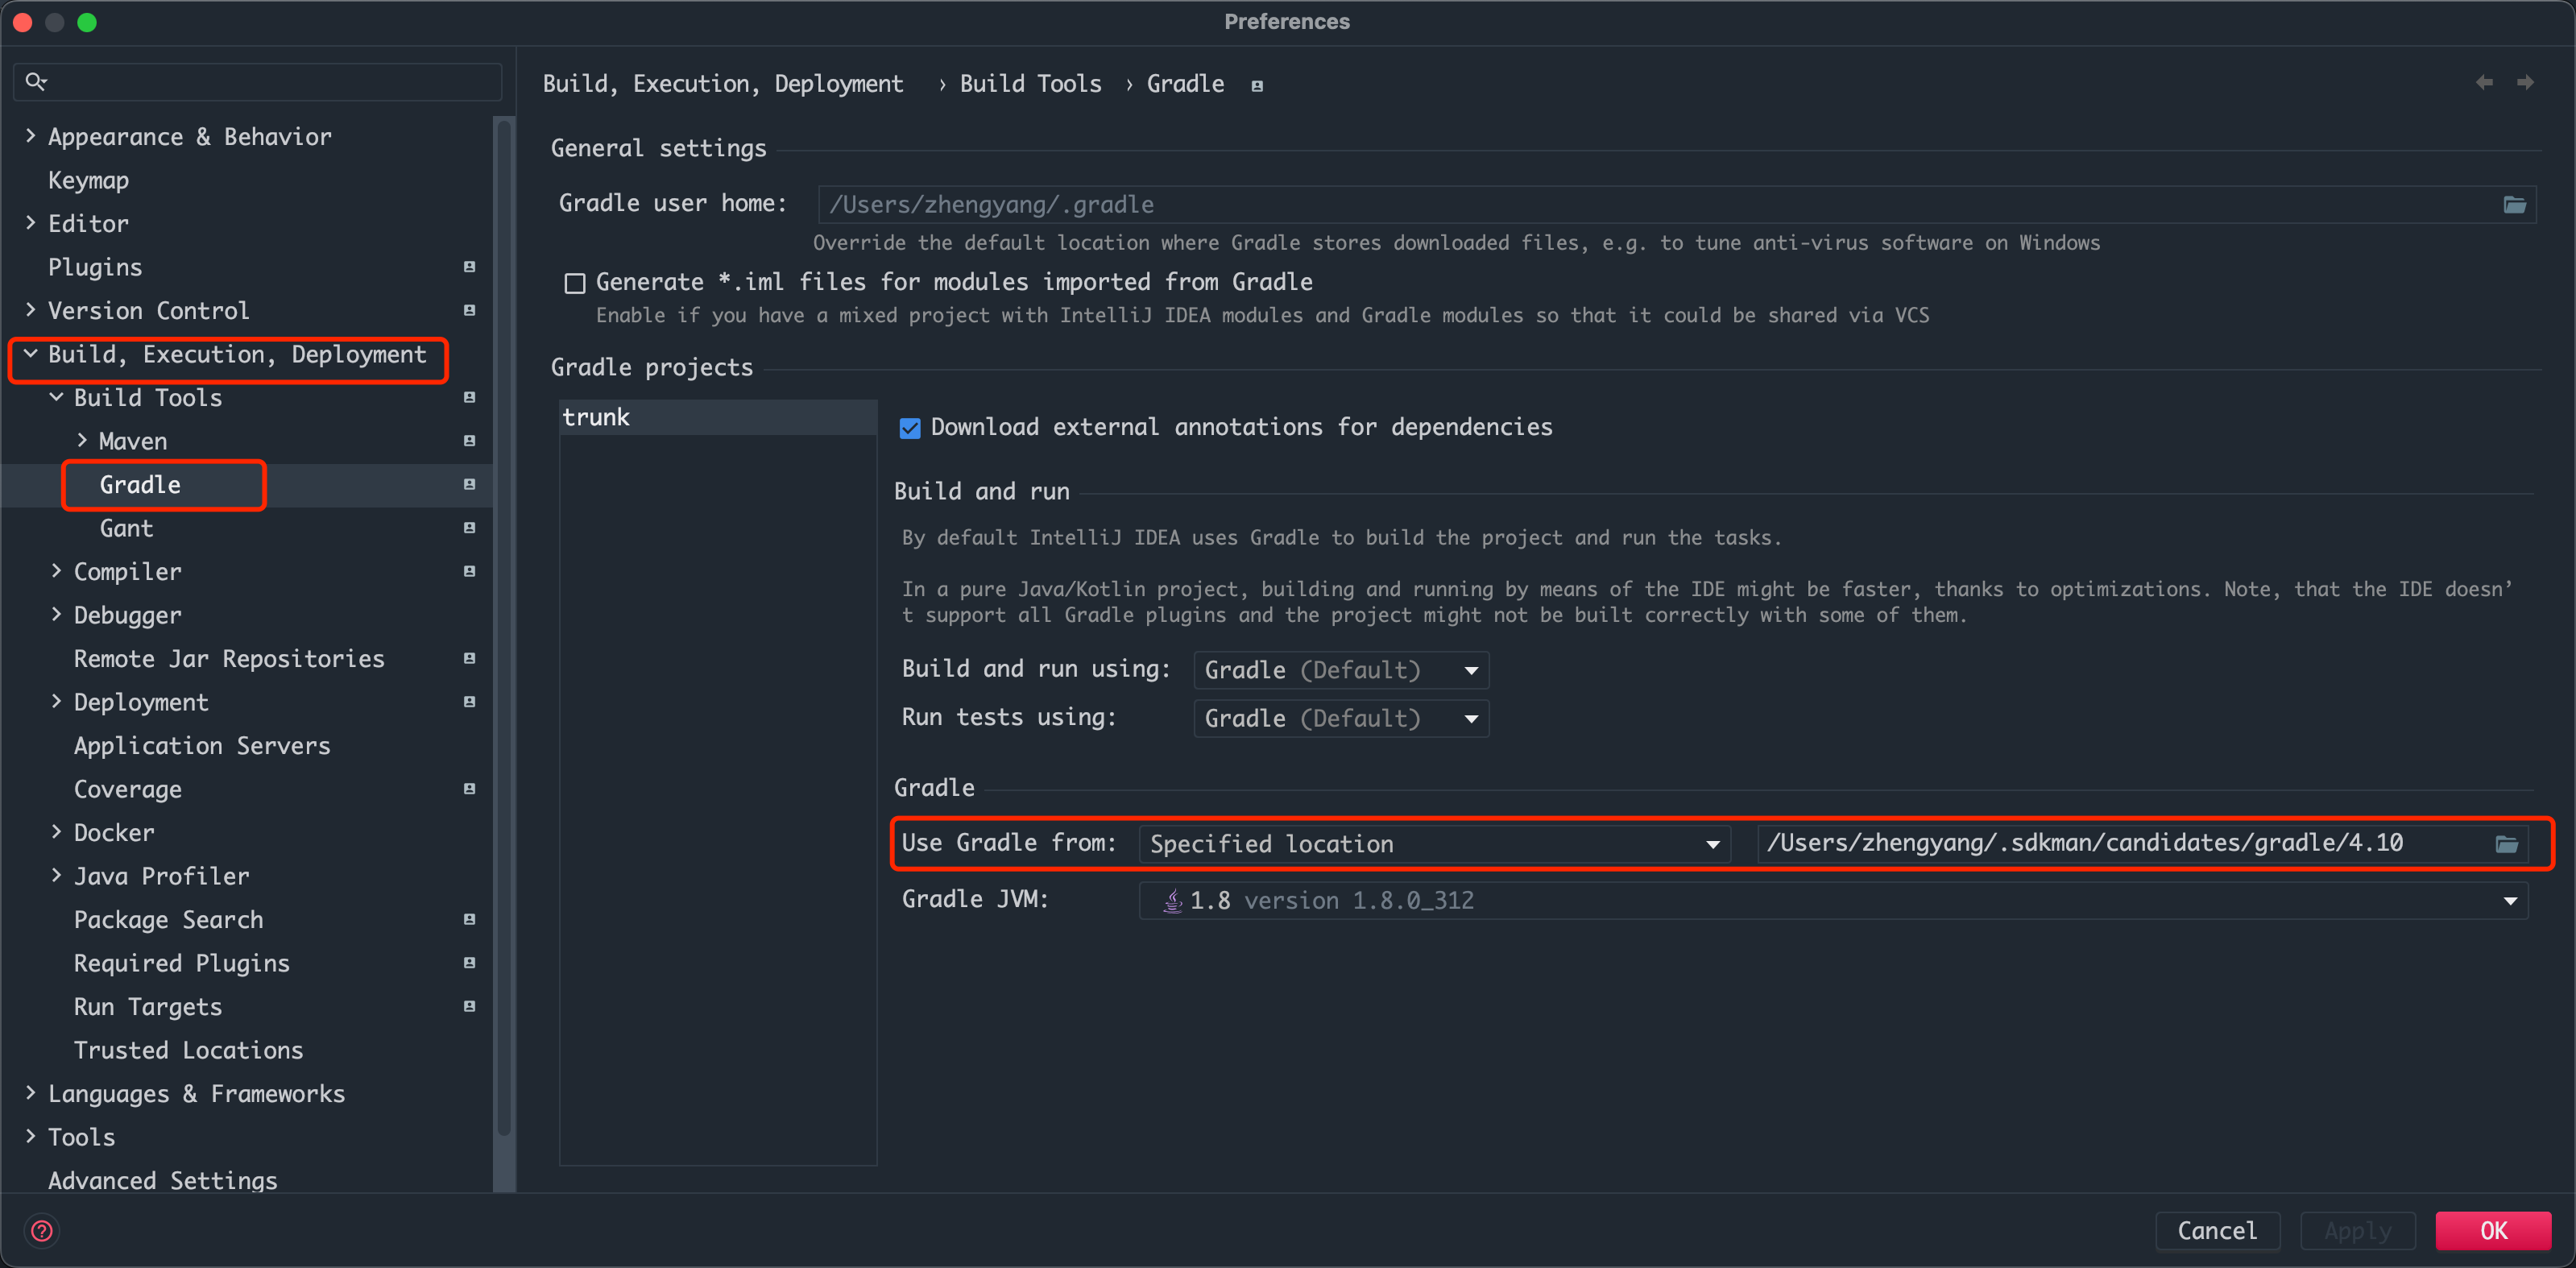 Preferences
Appearance & Behavior
Keymap
Editor
Plugins
Version Control
Build, Execution, Deployment
Build Tools
Maven
Gradle
Gant
Compiler
Debugger
Remote Jar Repositories
Deployment
Application Servers
Coverage
Docker
Java Profiler
Package Search
Required Plugins
Run Targets
Trusted Locations
Languages & Frameworks
Tools
Advanced Settings
Build, Execution, Deployment › Build Tools › Gradle
General settings
Gradle user home: /Users/zhengyang/.gradle
Override the default location where Gradle stores downloaded files, e.g. to tune anti-virus software on Windows
Generate *.iml files for modules imported from Gradle
Enable if you have a mixed project with IntelliJ IDEA modules and Gradle modules so that it could be shared via VCS
Gradle projects
trunk
Download external annotations for dependencies
Build and run
By default IntelliJ IDEA uses Gradle to build the project and run the tasks.
In a pure Java/Kotlin project, building and running by means of the IDE might be faster, thanks to optimizations. Note, that the IDE doesn’
t support all Gradle plugins and the project might not be built correctly with some of them.
Build and run using: Gradle (Default)
Run tests using: Gradle (Default)
Gradle
Use Gradle from: Specified location /Users/zhengyang/.sdkman/candidates/gradle/4.10
Gradle JVM: 1.8 version 1.8.0_312
?
Cancel Apply OK